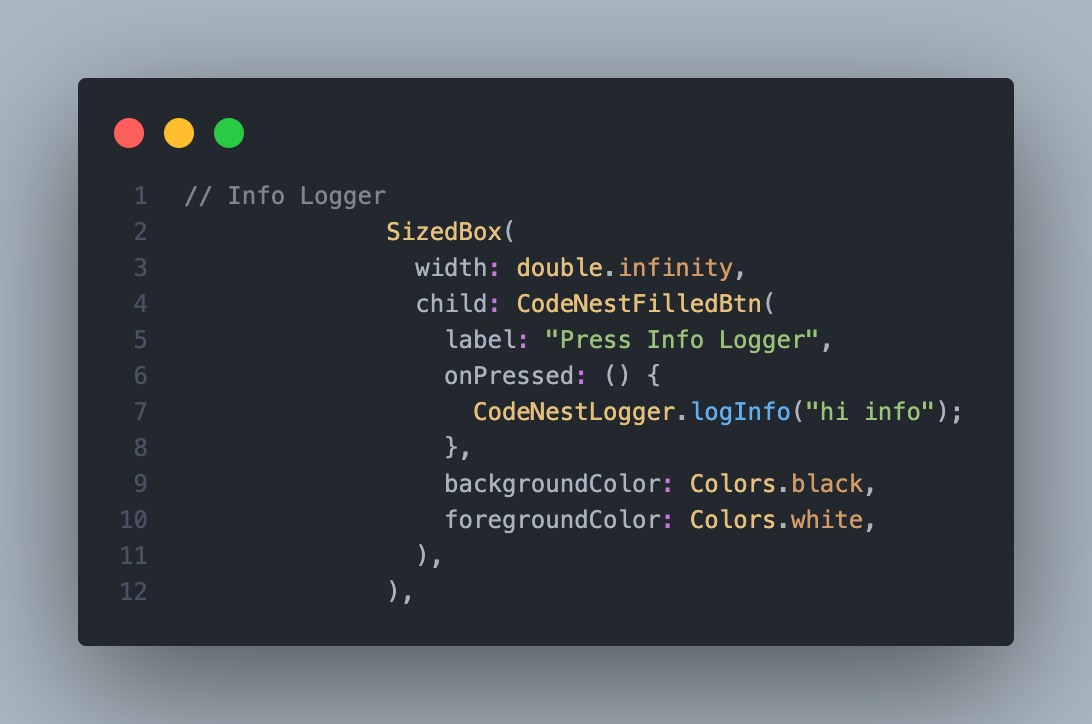 1 // Info Logger
2               SizedBox(
3                 width: double.infinity,
4                 child: CodeNestFilledBtn(
5                   label: "Press Info Logger",
6                   onPressed: () {
7                     CodeNestLogger.logInfo("hi info");
8                   },
9                   backgroundColor: Colors.black,
10                  foregroundColor: Colors.white,
11                ),
12              ),